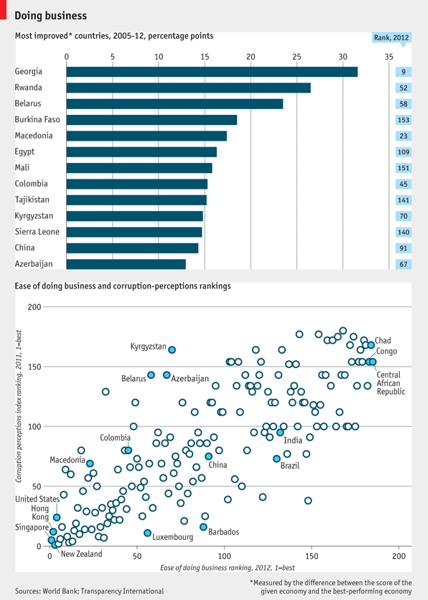 Doing business
Most improved* countries, 2005-12, percentage points
Rank, 2012
0 5 10 15 20 25 30 35
Georgia 9
Rwanda 52
Belarus 58
Burkina Faso 153
Macedonia 23
Egypt 109
Mali 151
Colombia 45
Tajikistan 141
Kyrgyzstan 70
Sierra Leone 140
China 91
Azerbaijan 67
Ease of doing business and corruption-perceptions rankings
Corruption perceptions index ranking, 2011, 1=best
200
150
100
50
0
Kyrgyzstan
Chad
Congo
Belarus
Azerbaijan
Central
African
Republic
Colombia
India
Macedonia
China
Brazil
United States
Hong
Kong
Singapore
Barbados
Luxembourg
New Zealand
0 50 100 150 200
Ease of doing business ranking, 2012, 1=best
*Measured by the difference between the score of the
given economy and the best-performing economy
Sources: World Bank; Transparency International